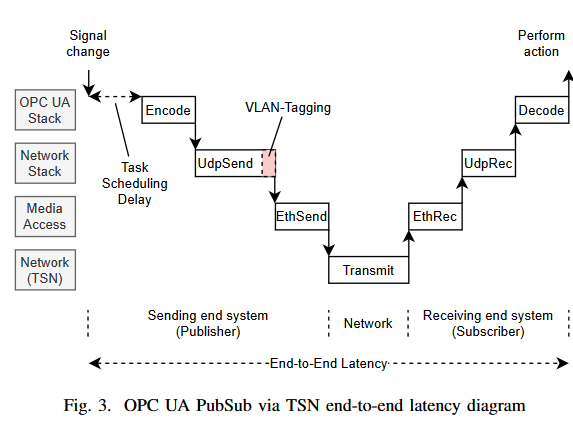 Signal
change
Perform
action
OPC UA
Stack
Encode
VLAN-Tagging
Decode
Network
Stack
Task
Scheduling
Delay
UdpSend
UdpRec
Media
Access
EthSend
EthRec
Network
(TSN)
Transmit
Sending end system
(Publisher)
Network
Receiving end system
(Subscriber)
End-to-End Latency
Fig. 3. OPC UA PubSub via TSN end-to-end latency diagram